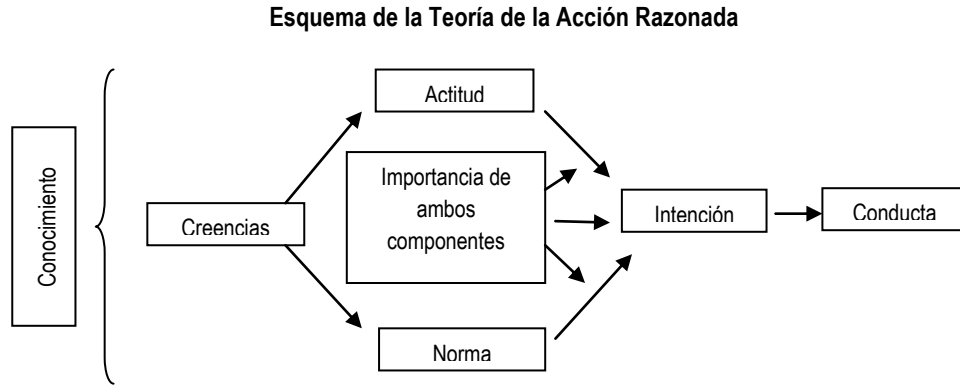 Esquema de la Teoría de la Acción Razonada
Conocimiento
Creencias
Actitud
Importancia de
ambos
componentes
Norma
Intención
Conducta